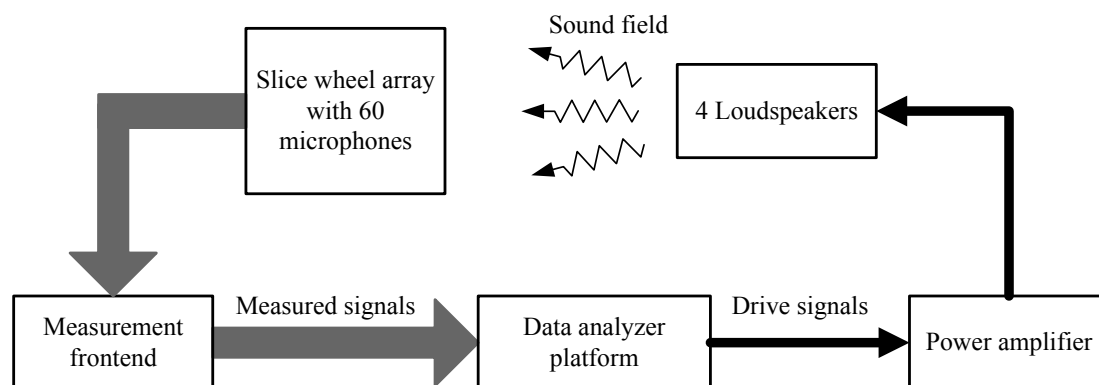 Sound field
Slice wheel array
with 60
microphones
4 Loudspeakers
Measured signals
Drive signals
Measurement
frontend
Data analyzer
platform
Power amplifier